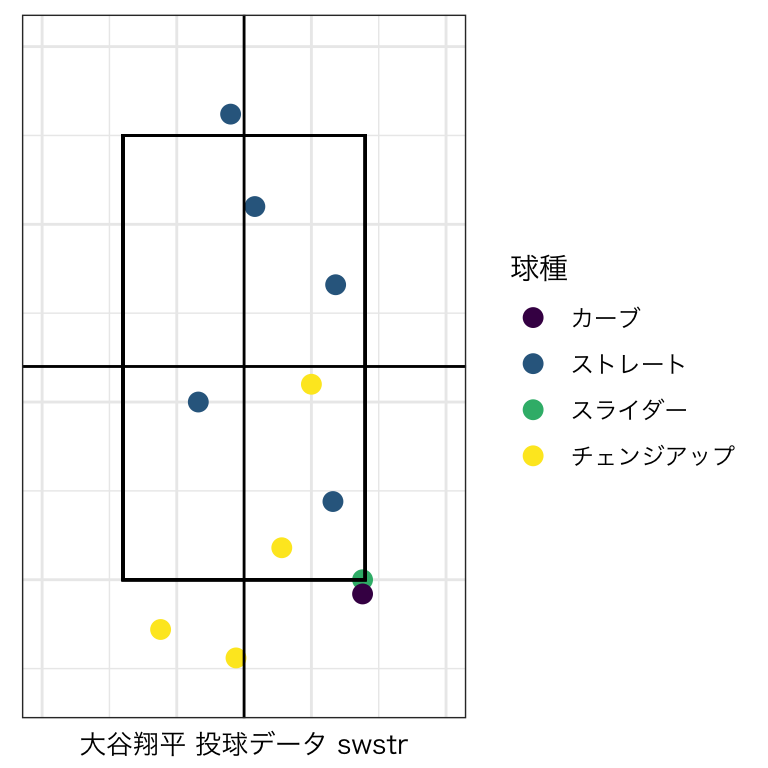 球種
カーブ
ストレート
スライダー
チェンジアップ
大谷翔平 投球データ swstr